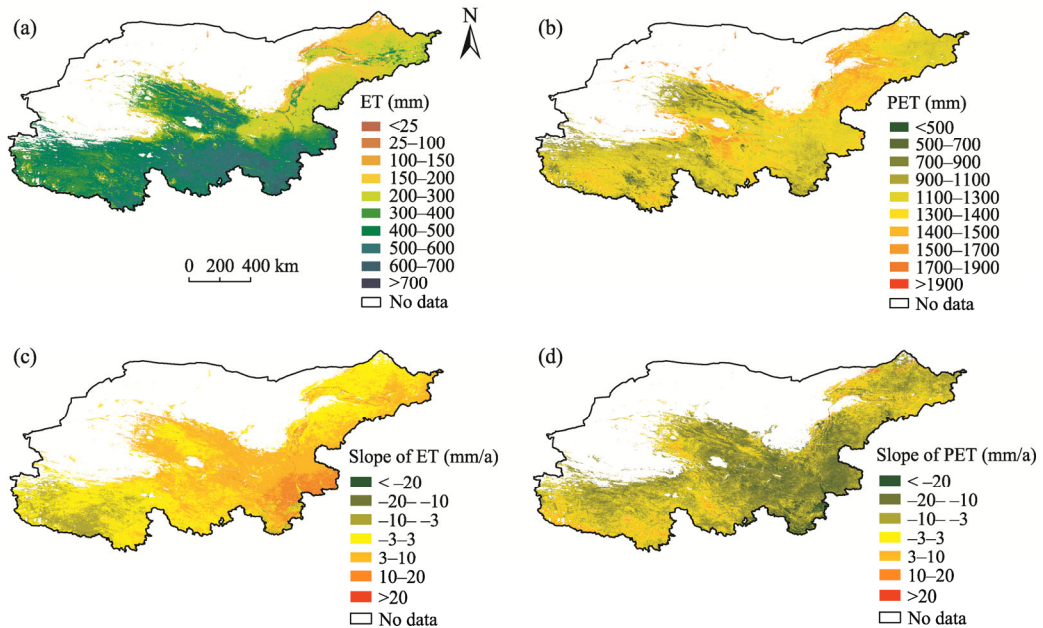 (a)
N
ET (mm)
<25
25–100
100–150
150–200
200–300
300–400
400–500
500–600
600–700
>700
No data
0 200 400 km
(b)
PET (mm)
<500
500–700
700–900
900–1100
1100–1300
1300–1400
1400–1500
1500–1700
1700–1900
>1900
No data
(c)
Slope of ET (mm/a)
< –20
–20– –10
–10– –3
–3–3
3–10
10–20
>20
No data
(d)
Slope of PET (mm/a)
< –20
–20– –10
–10– –3
–3–3
3–10
10–20
>20
No data